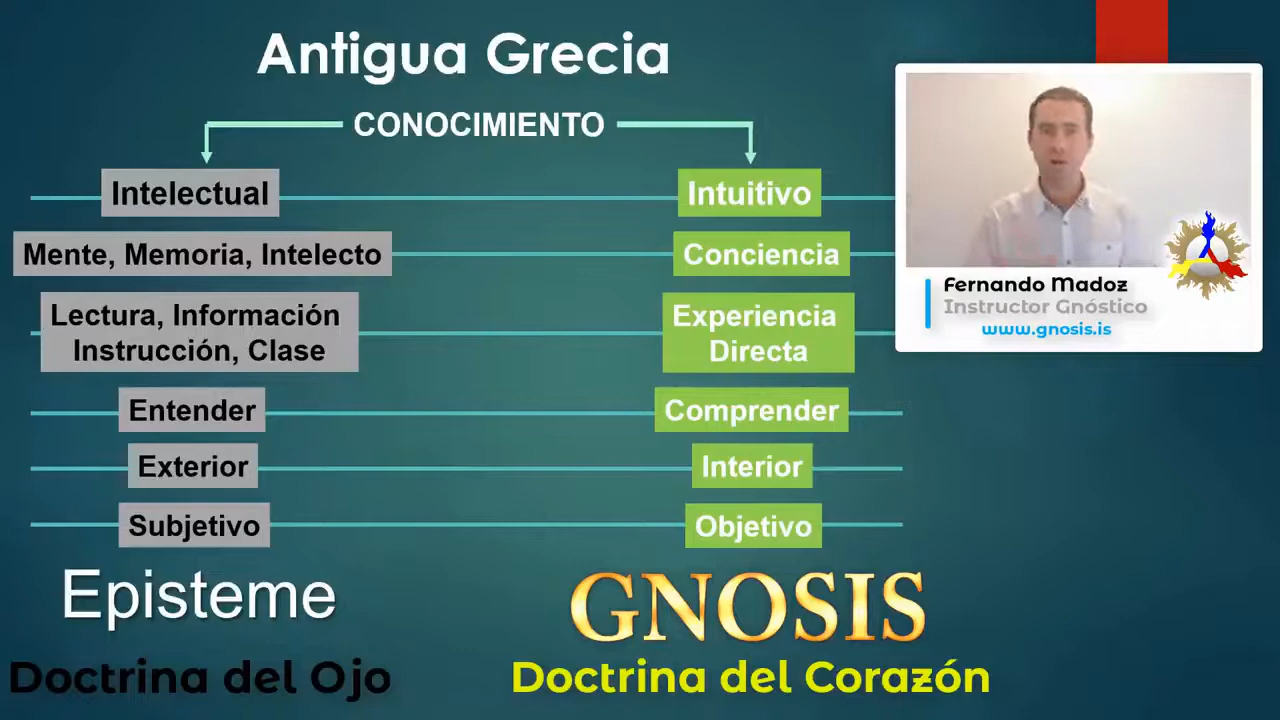 Antigua Grecia
CONOCIMIENTO
Intelectual
Intuitivo
Mente, Memoria, Intelecto
Conciencia
Lectura, Información
Instrucción, Clase
Experiencia
Directa
Entender
Comprender
Exterior
Interior
Subjetivo
Objetivo
Episteme
GNOSIS
Doctrina del Ojo
Doctrina del Corazón
Fernando Madoz
Instructor Gnóstico
www.gnosis.is